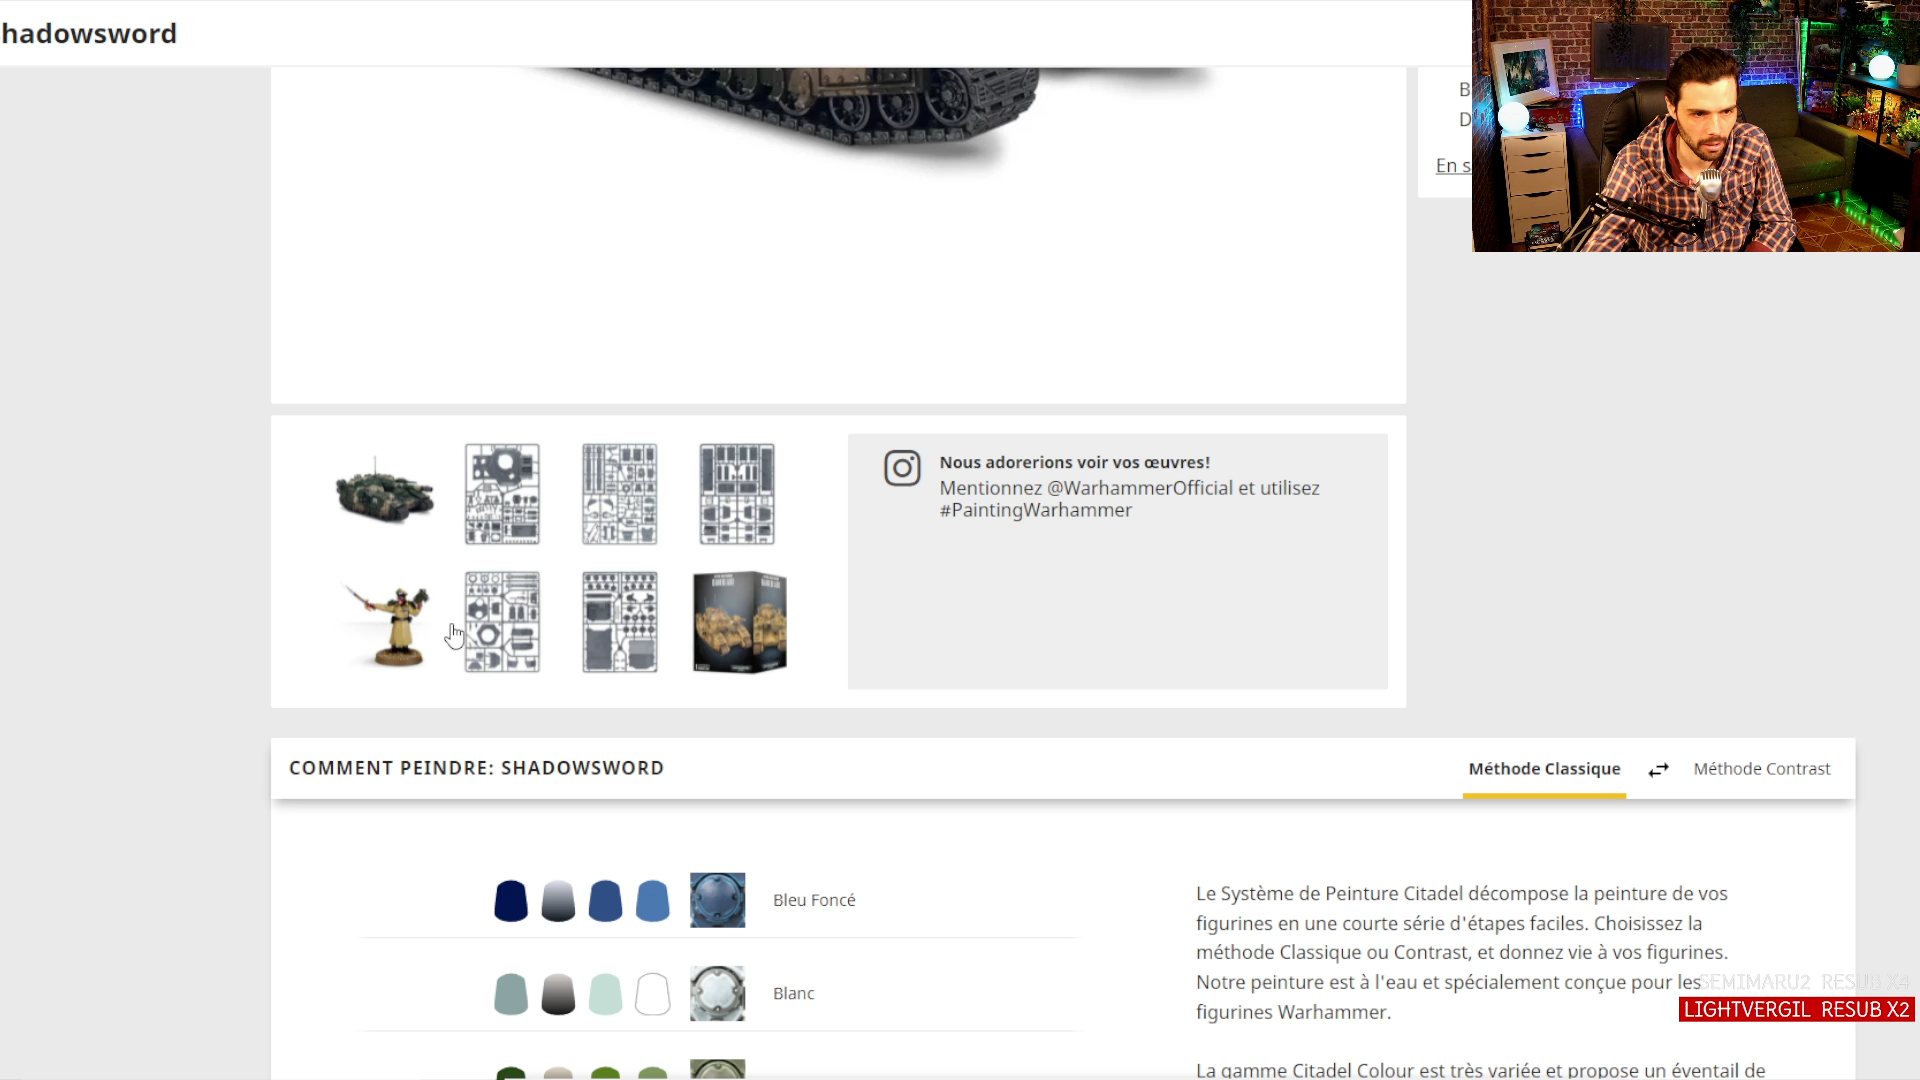 hadowsword
B
D
En s
Nous adorerions voir vos œuvres!
Mentionnez @WarhammerOfficial et utilisez
#PaintingWarhammer
COMMENT PEINDRE: SHADOWSWORD
Méthode Classique
Méthode Contrast
Bleu Foncé
Blanc
Le Système de Peinture Citadel décompose la peinture de vos
figurines en une courte série d'étapes faciles. Choisissez la
méthode Classique ou Contrast, et donnez vie à vos figurines.
Notre peinture est à l'eau et spécialement conçue pour les
figurines Warhammer.
SEMIMARU2 RESUB X4
LIGHTVERGIL RESUB X2
La gamme Citadel Colour est très variée et propose un éventail de